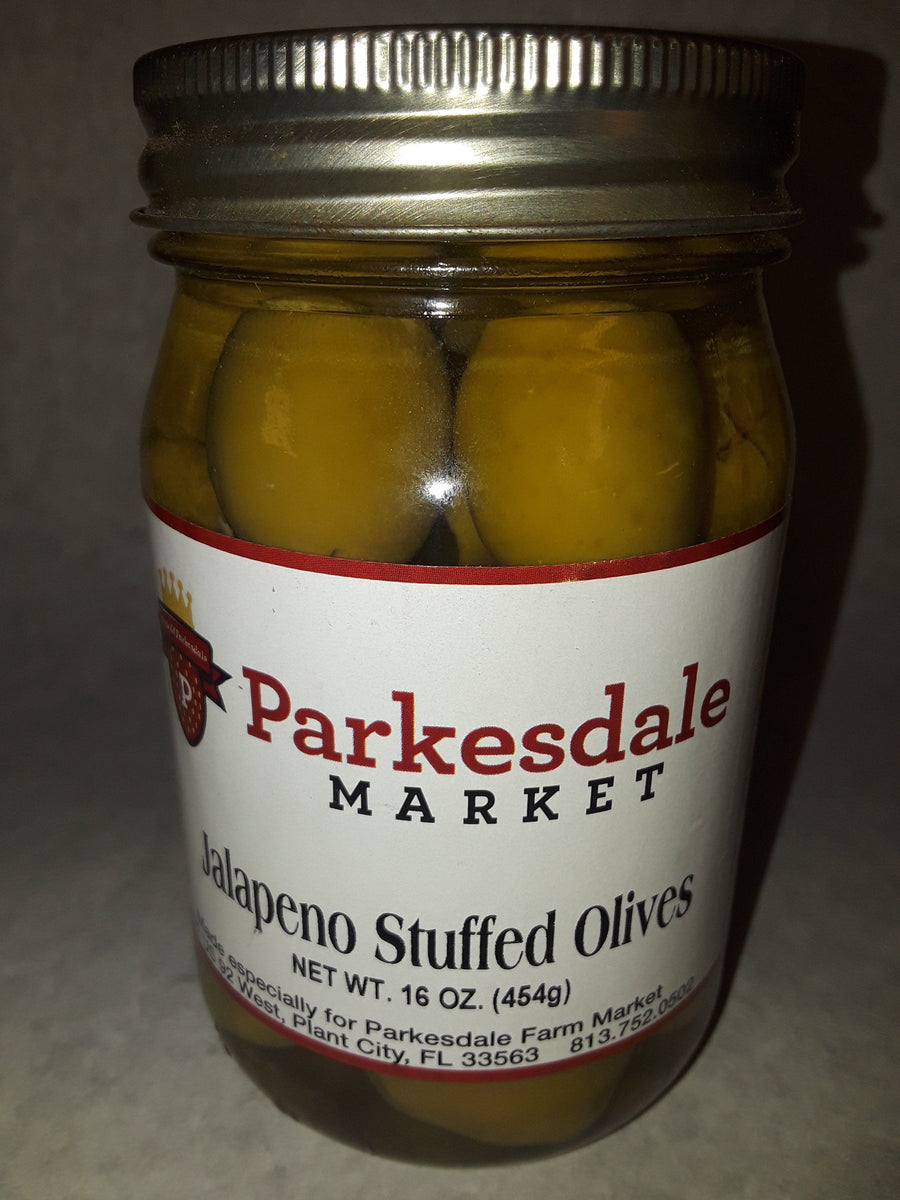 P
Parkesdale
MARKET
Jalapeno Stuffed Olives
NET WT. 16 OZ. (454g)
Made especially for Parkesdale Farm Market
92 West, Plant City, FL 33563 813.752.0502